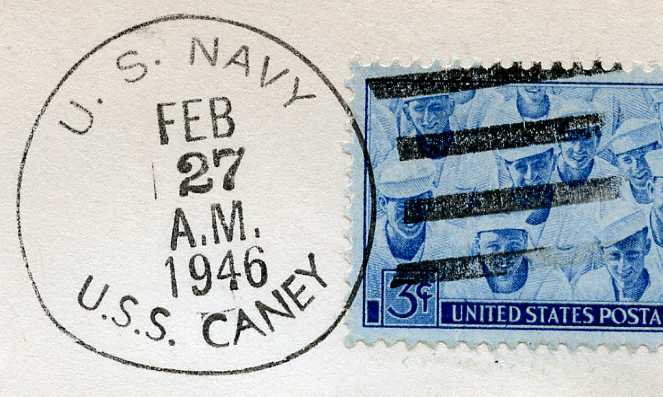 U. S. NAVY
FEB
27
A.M.
1946
U.S.S. CANEY
3¢
UNITED STATES POSTA